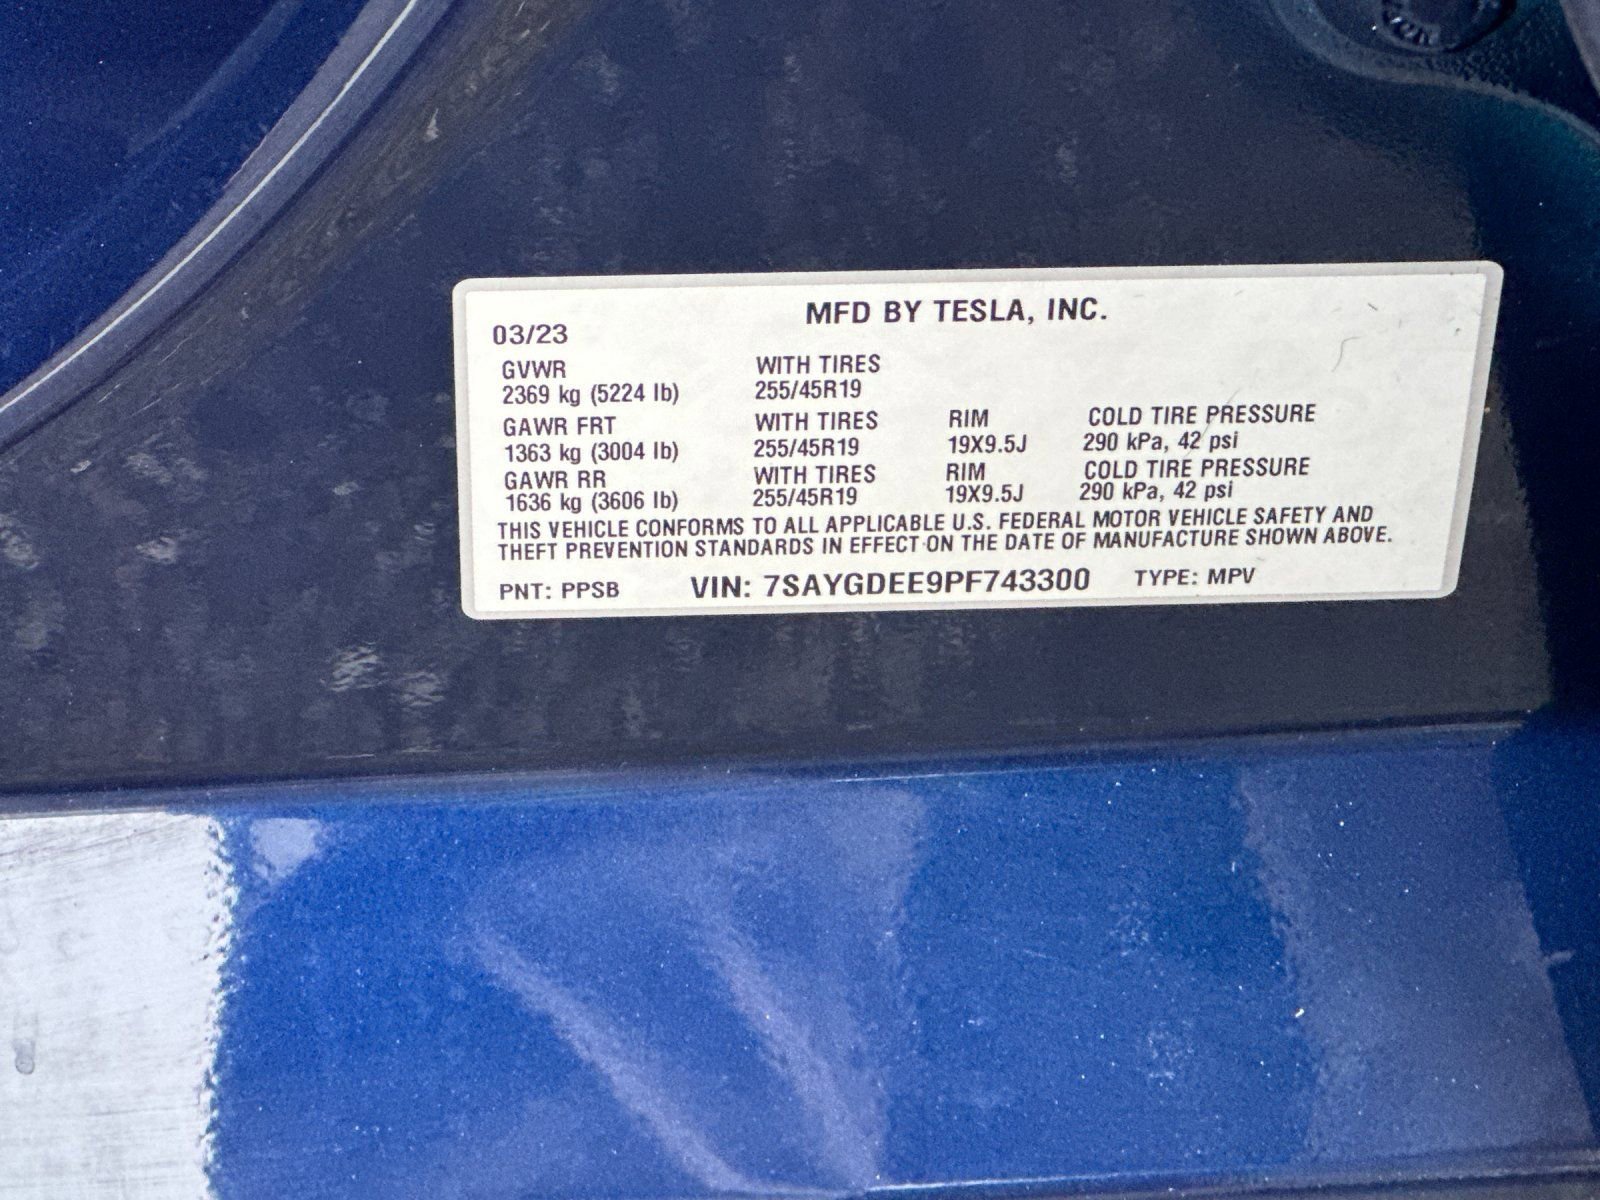 MFD BY TESLA, INC.
03/23
GVWR WITH TIRES
2369 kg (5224 lb) 255/45R19
GAWR FRT WITH TIRES RIM COLD TIRE PRESSURE
1363 kg (3004 lb) 255/45R19 19X9.5J 290 kPa, 42 psi
GAWR RR WITH TIRES RIM COLD TIRE PRESSURE
1636 kg (3606 lb) 255/45R19 19X9.5J 290 kPa, 42 psi
THIS VEHICLE CONFORMS TO ALL APPLICABLE U.S. FEDERAL MOTOR VEHICLE SAFETY AND
THEFT PREVENTION STANDARDS IN EFFECT ON THE DATE OF MANUFACTURE SHOWN ABOVE.
PNT: PPSB VIN: 7SAYGDEE9PF743300 TYPE: MPV